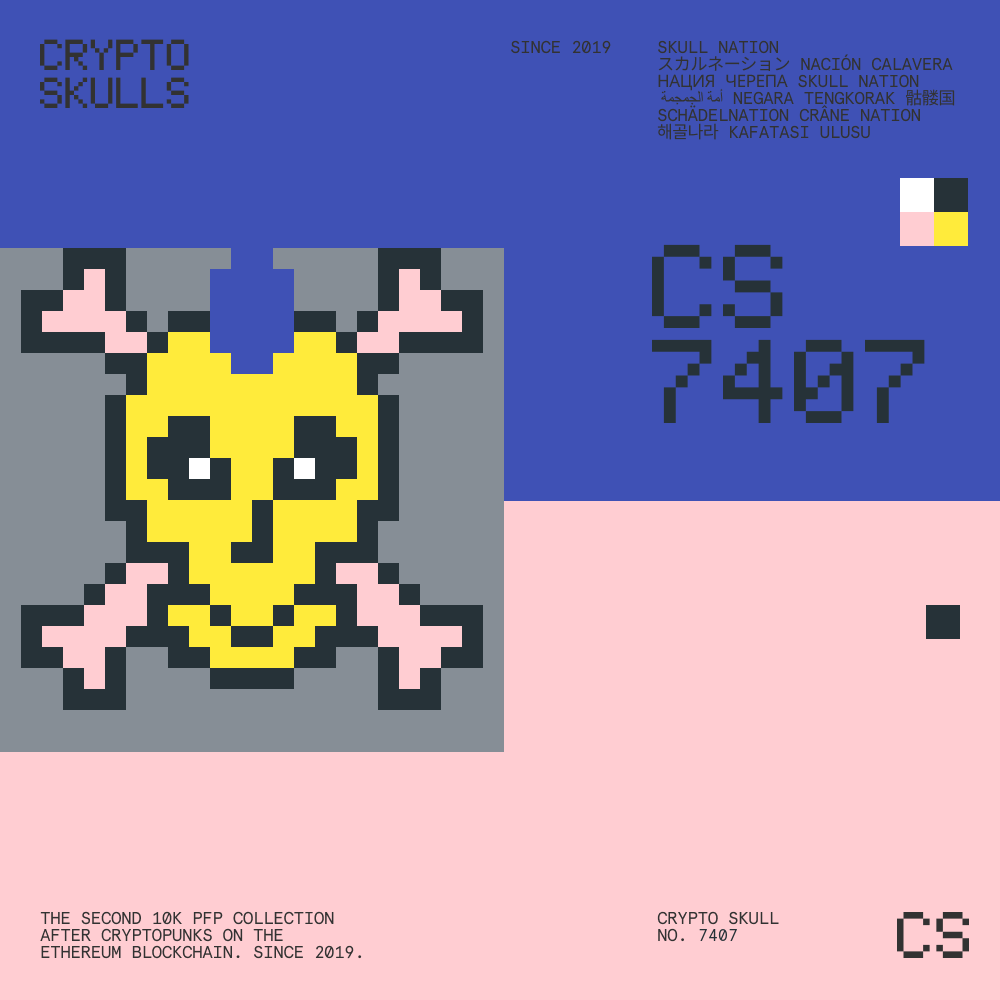 CRYPTO
SKULLS
SINCE 2019
SKULL NATION
スカルネーション NACIÓN CALAVERA
НАЦИЯ ЧЕРЕПА SKULL NATION
أمة الجمجمة NEGARA TENGKORAK 骷髅国
SCHÄDELNATION CRÂNE NATION
해골나라 KAFATASI ULUSU
CS
7407
THE SECOND 10K PFP COLLECTION
AFTER CRYPTOPUNKS ON THE
ETHEREUM BLOCKCHAIN. SINCE 2019.
CRYPTO SKULL
NO. 7407
CS